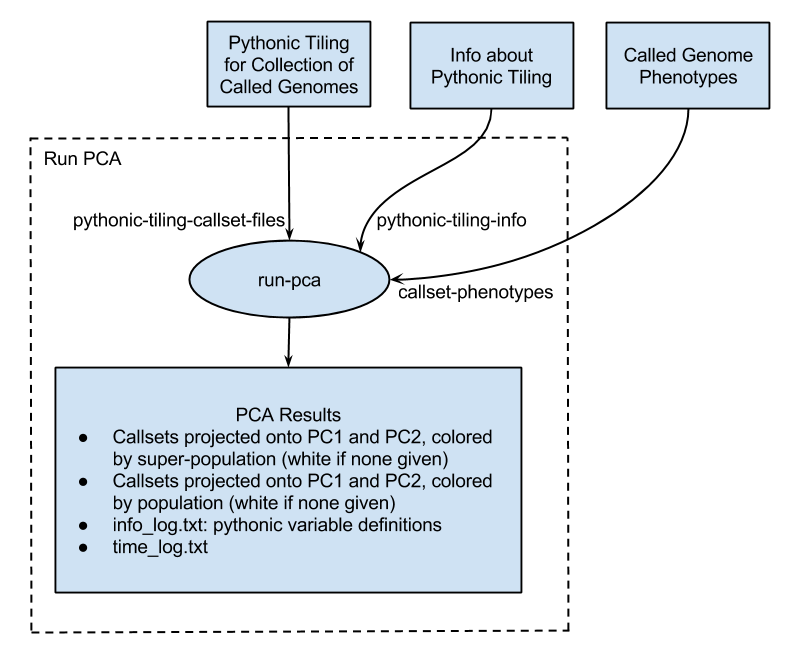 Pythonic Tiling
for Collection of
Called Genomes
Info about
Pythonic Tiling
Called Genome
Phenotypes
Run PCA
pythonic-tiling-callset-files
pythonic-tiling-info
run-pca
callset-phenotypes
PCA Results
● Callsets projected onto PC1 and PC2, colored
by super-population (white if none given)
● Callsets projected onto PC1 and PC2, colored
by population (white if none given)
● info_log.txt: pythonic variable definitions
● time_log.txt